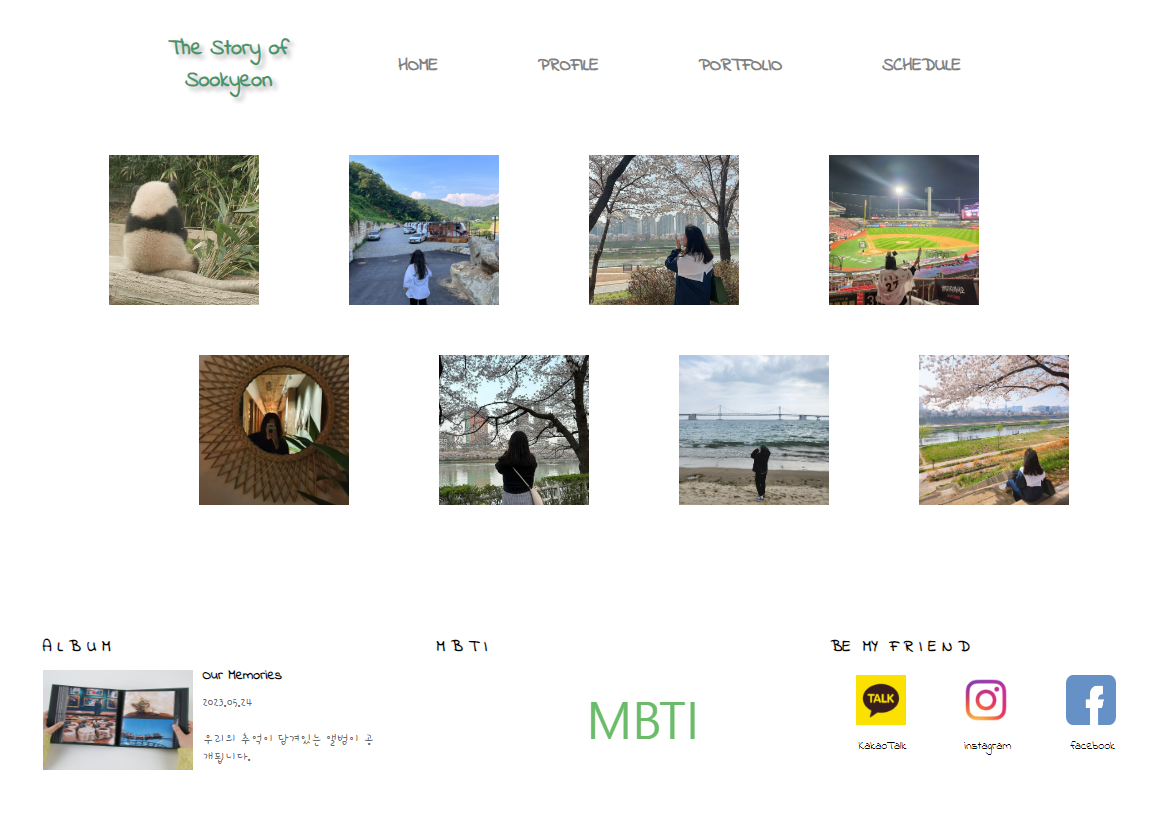 The Story of
Sookyeon
HOME
PROFILE
PORTFOLIO
SCHEDULE
27
ALBUM
Our Memories
2023.05.24
우리의 추억이 담겨있는 앨범이 공
개됩니다.
MBTI
MBTI
BE MY FRIEND
TALK
KakaoTalk
instagram
facebook